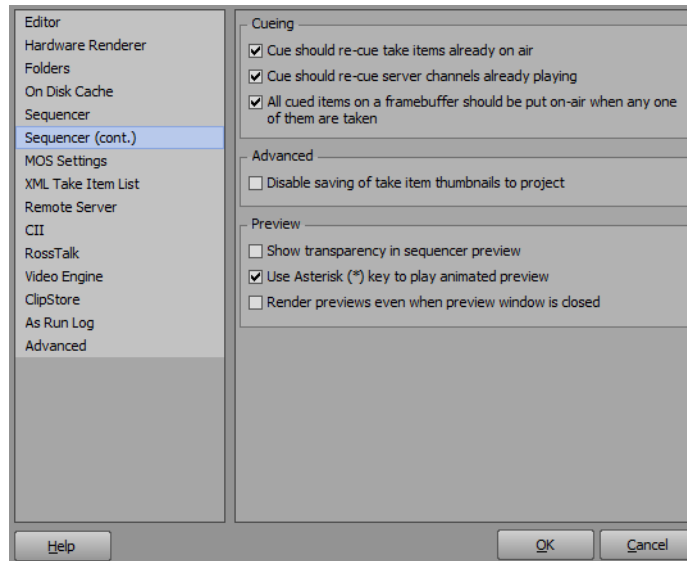 Editor
Hardware Renderer
Folders
On Disk Cache
Sequencer
Sequencer (cont.)
MOS Settings
XML Take Item List
Remote Server
CII
RossTalk
Video Engine
ClipStore
As Run Log
Advanced
Cueing
Cue should re-cue take items already on air
Cue should re-cue server channels already playing
All cued items on a framebuffer should be put on-air when any one
of them are taken
Advanced
Disable saving of take item thumbnails to project
Preview
Show transparency in sequencer preview
Use Asterisk (*) key to play animated preview
Render previews even when preview window is closed
Help
OK
Cancel